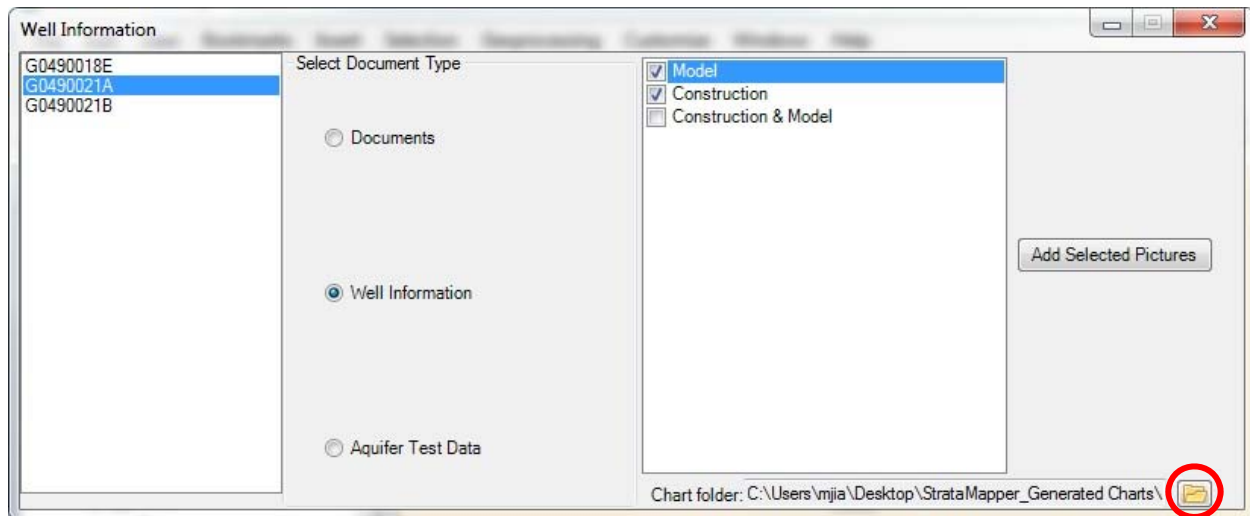 Well Information
G0490018E
G0490021A
G0490021B
Select Document Type
Documents
Well Information
Aquifer Test Data
Model
Construction
Construction & Model
Add Selected Pictures
Chart folder: C:\Users\mjia\Desktop\StrataMapper_Generated Charts\